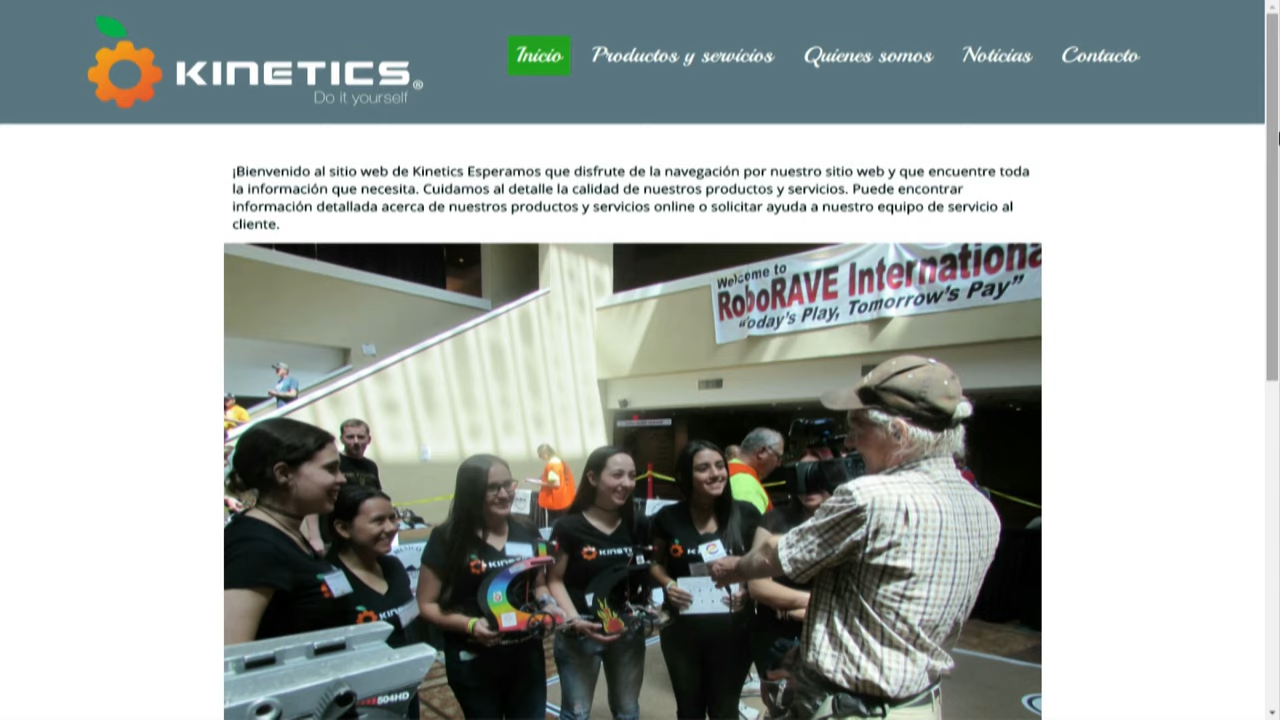 KINETICS®
Do it yourself
Inicio Productos y servicios Quienes somos Noticias Contacto
¡Bienvenido al sitio web de Kinetics Esperamos que disfrute de la navegación por nuestro sitio web y que encuentre toda
la información que necesita. Cuidamos al detalle la calidad de nuestros productos y servicios. Puede encontrar
información detallada acerca de nuestros productos y servicios online o solicitar ayuda a nuestro equipo de servicio al
cliente.
Welcome to
RoboRAVE Internationa
“Today's Play, Tomorrow's Pay”
KINETICS
504HD